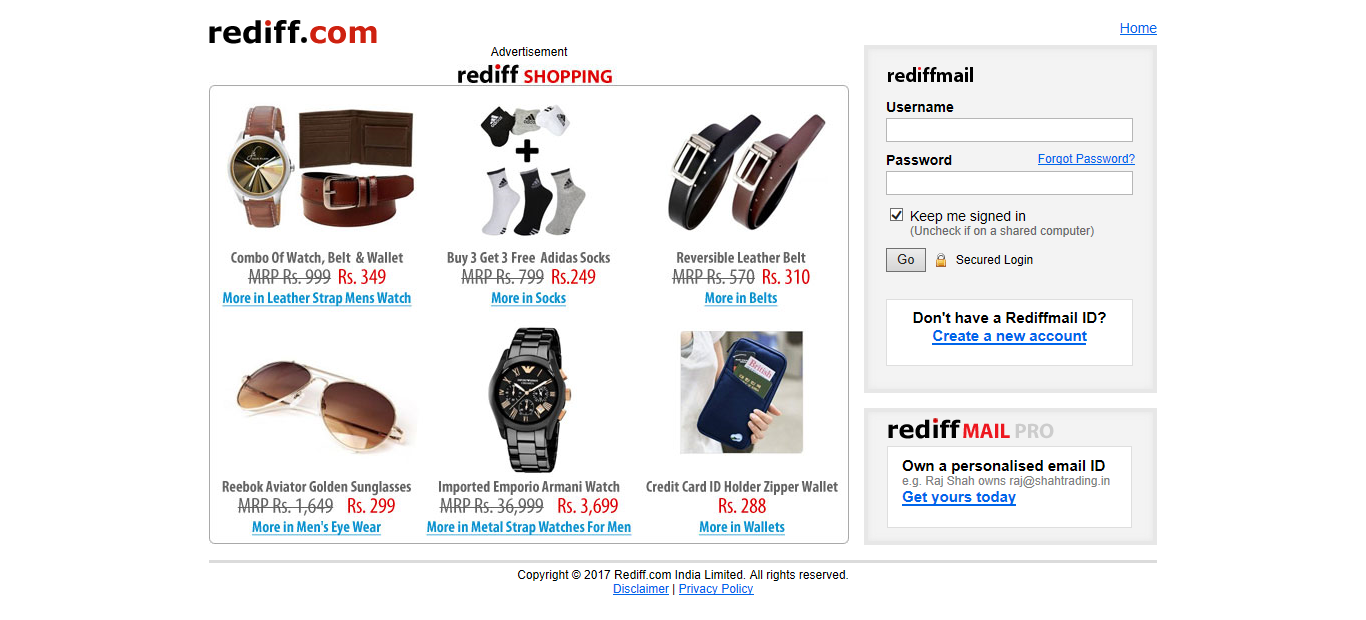 rediff.com
Home
Advertisement
rediff SHOPPING
Combo Of Watch, Belt & Wallet
MRP Rs. 999 Rs. 349
More in Leather Strap Mens Watch
Buy 3 Get 3 Free Adidas Socks
MRP Rs. 799 Rs.249
More in Socks
Reversible Leather Belt
MRP Rs. 570 Rs. 310
More in Belts
Reebok Aviator Golden Sunglasses
MRP Rs. 1,649 Rs. 299
More in Men's Eye Wear
Imported Emporio Armani Watch
MRP Rs. 36,999 Rs. 3,699
More in Metal Strap Watches For Men
British
Credit Card ID Holder Zipper Wallet
Rs. 288
More in Wallets
rediffmail
Username
Password Forgot Password?
Keep me signed in
(Uncheck if on a shared computer)
Go Secured Login
Don't have a Rediffmail ID?
Create a new account
rediff MAIL PRO
Own a personalised email ID
e.g. Raj Shah owns raj@shahtrading.in
Get yours today
Copyright © 2017 Rediff.com India Limited. All rights reserved.
Disclaimer | Privacy Policy